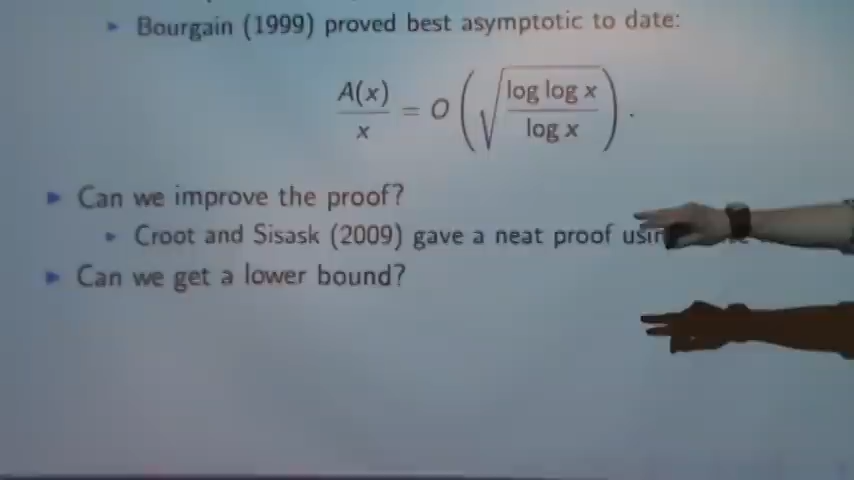 ▸ Bourgain (1999) proved best asymptotic to date:
A(x)/x = O(√(log log x / log x)).
▸ Can we improve the proof?
▸ Croot and Sisask (2009) gave a neat proof
▸ Can we get a lower bound?